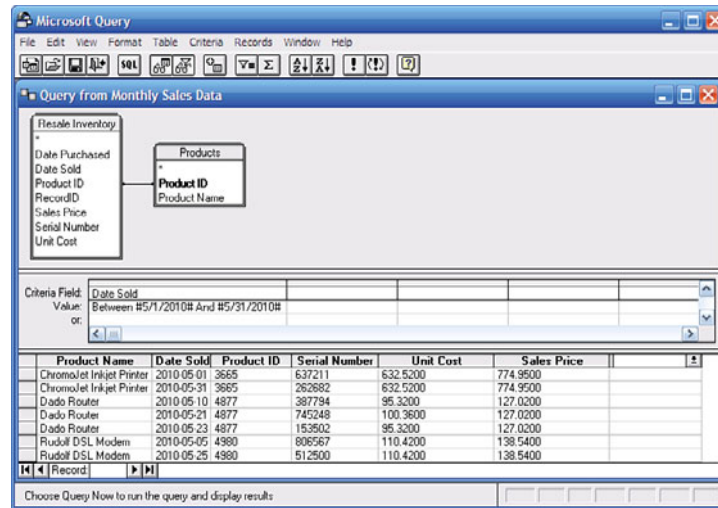 Microsoft Query
File Edit View Format Table Criteria Records Window Help
SQL
Query from Monthly Sales Data
Resale Inventory
*
Date Purchased
Date Sold
Product ID
RecordID
Sales Price
Serial Number
Unit Cost
Products
*
Product ID
Product Name
Criteria Field: Date Sold
Value: Between #5/1/2010# And #5/31/2010#
or:
Product Name Date Sold Product ID Serial Number Unit Cost Sales Price
ChromoJet Inkjet Printer 2010-05-01 3665 637211 632.5200 774.9500
ChromoJet Inkjet Printer 2010-05-31 3665 262682 632.5200 774.9500
Dado Router 2010-05-10 4877 387794 95.3200 127.0200
Dado Router 2010-05-21 4877 745248 100.3600 127.0200
Dado Router 2010-05-23 4877 153502 95.3200 127.0200
Rudolf DSL Modem 2010-05-05 4980 806567 110.4200 138.5400
Rudolf DSL Modem 2010-05-25 4980 512500 110.4200 138.5400
Record:
Choose Query Now to run the query and display results